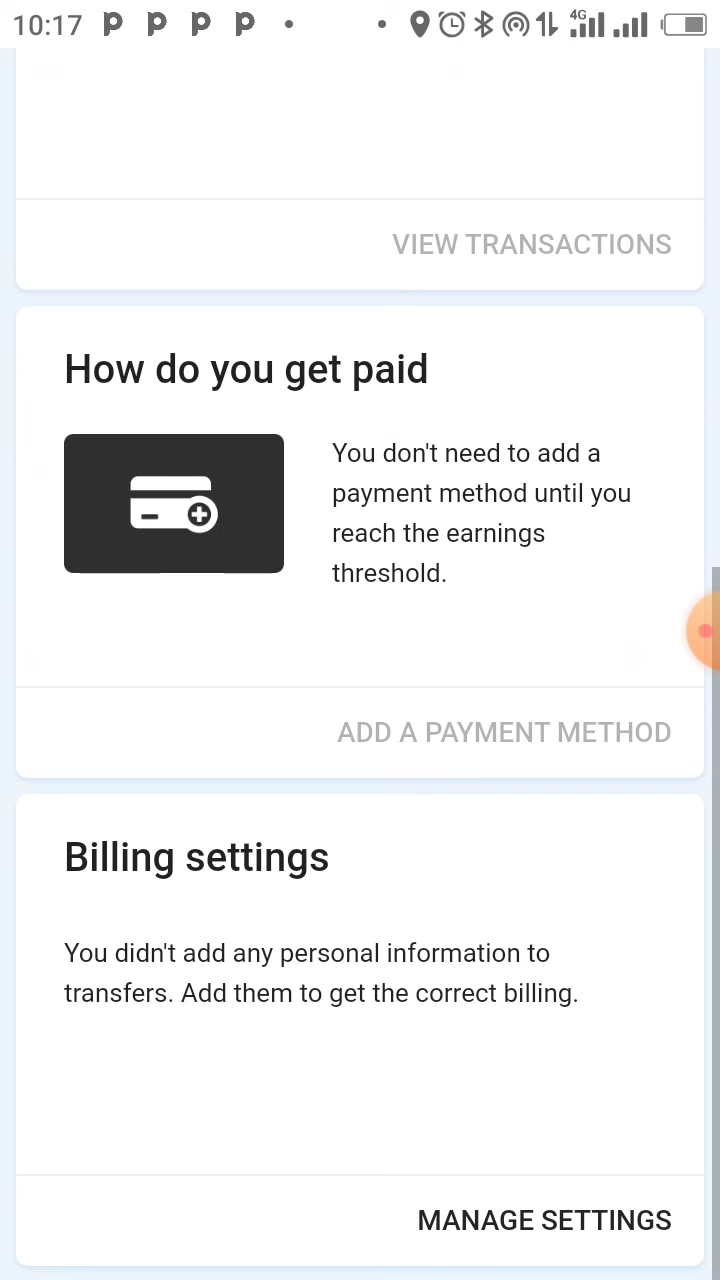 10:17
4G
VIEW TRANSACTIONS
How do you get paid
You don't need to add a
payment method until you
reach the earnings
threshold.
ADD A PAYMENT METHOD
Billing settings
You didn't add any personal information to
transfers. Add them to get the correct billing.
MANAGE SETTINGS